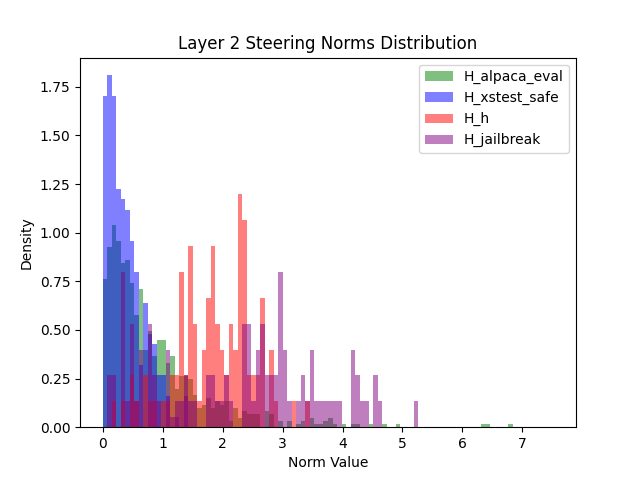 Layer 2 Steering Norms Distribution
H_alpaca_eval
H_xstest_safe
H_h
H_jailbreak
Density
1.75
1.50
1.25
1.00
0.75
0.50
0.25
0.00
0 1 2 3 4 5 6 7
Norm Value